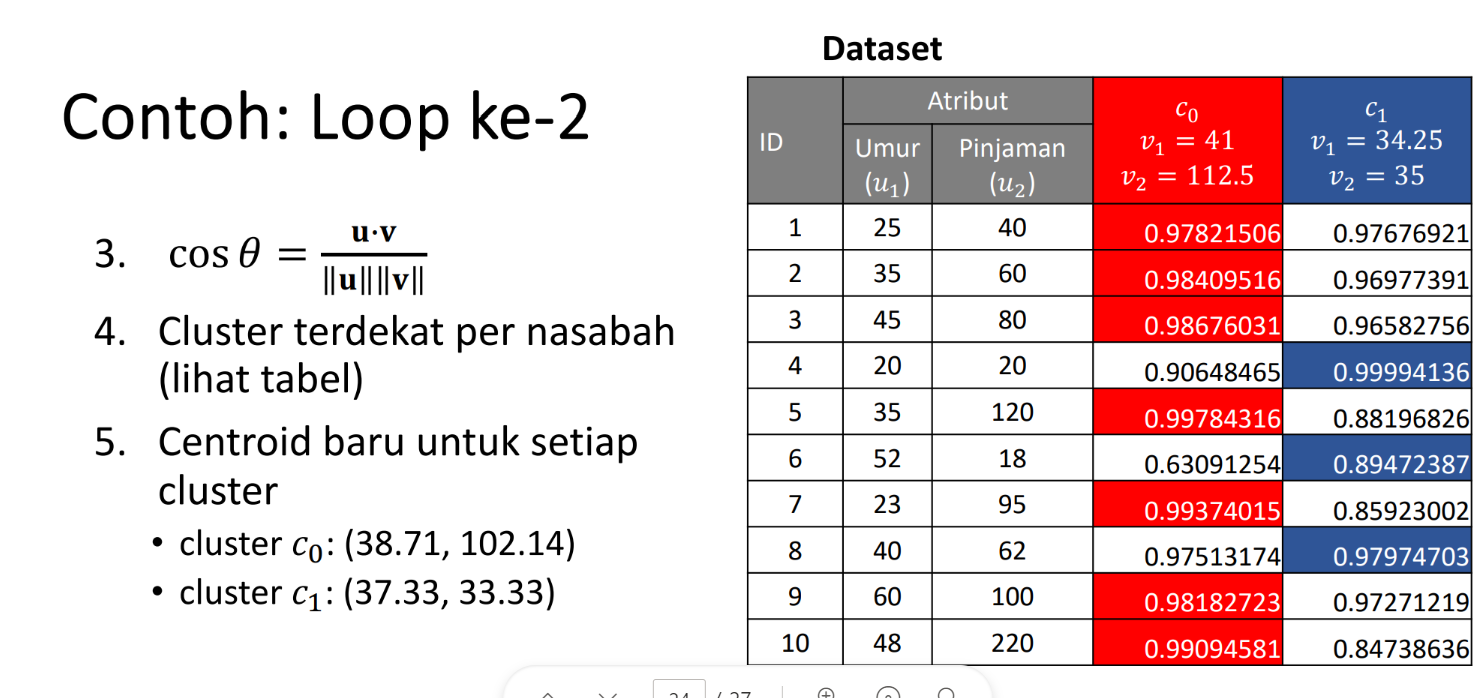 Contoh: Loop ke-2
3. cos θ = u·v / ‖u‖‖v‖
4. Cluster terdekat per nasabah
(lihat tabel)
5. Centroid baru untuk setiap
cluster
• cluster c₀: (38.71, 102.14)
• cluster c₁: (37.33, 33.33)
Dataset
ID Atribut c₀ v₁ = 41 v₂ = 112.5 c₁ v₁ = 34.25 v₂ = 35
Umur (u₁) Pinjaman (u₂)
1 25 40 0.97821506 0.97676921
2 35 60 0.98409516 0.96977391
3 45 80 0.98676031 0.96582756
4 20 20 0.90648465 0.99994136
5 35 120 0.99784316 0.88196826
6 52 18 0.63091254 0.89472387
7 23 95 0.99374015 0.85923002
8 40 62 0.97513174 0.97974703
9 60 100 0.98182723 0.97271219
10 48 220 0.99094581 0.84738636